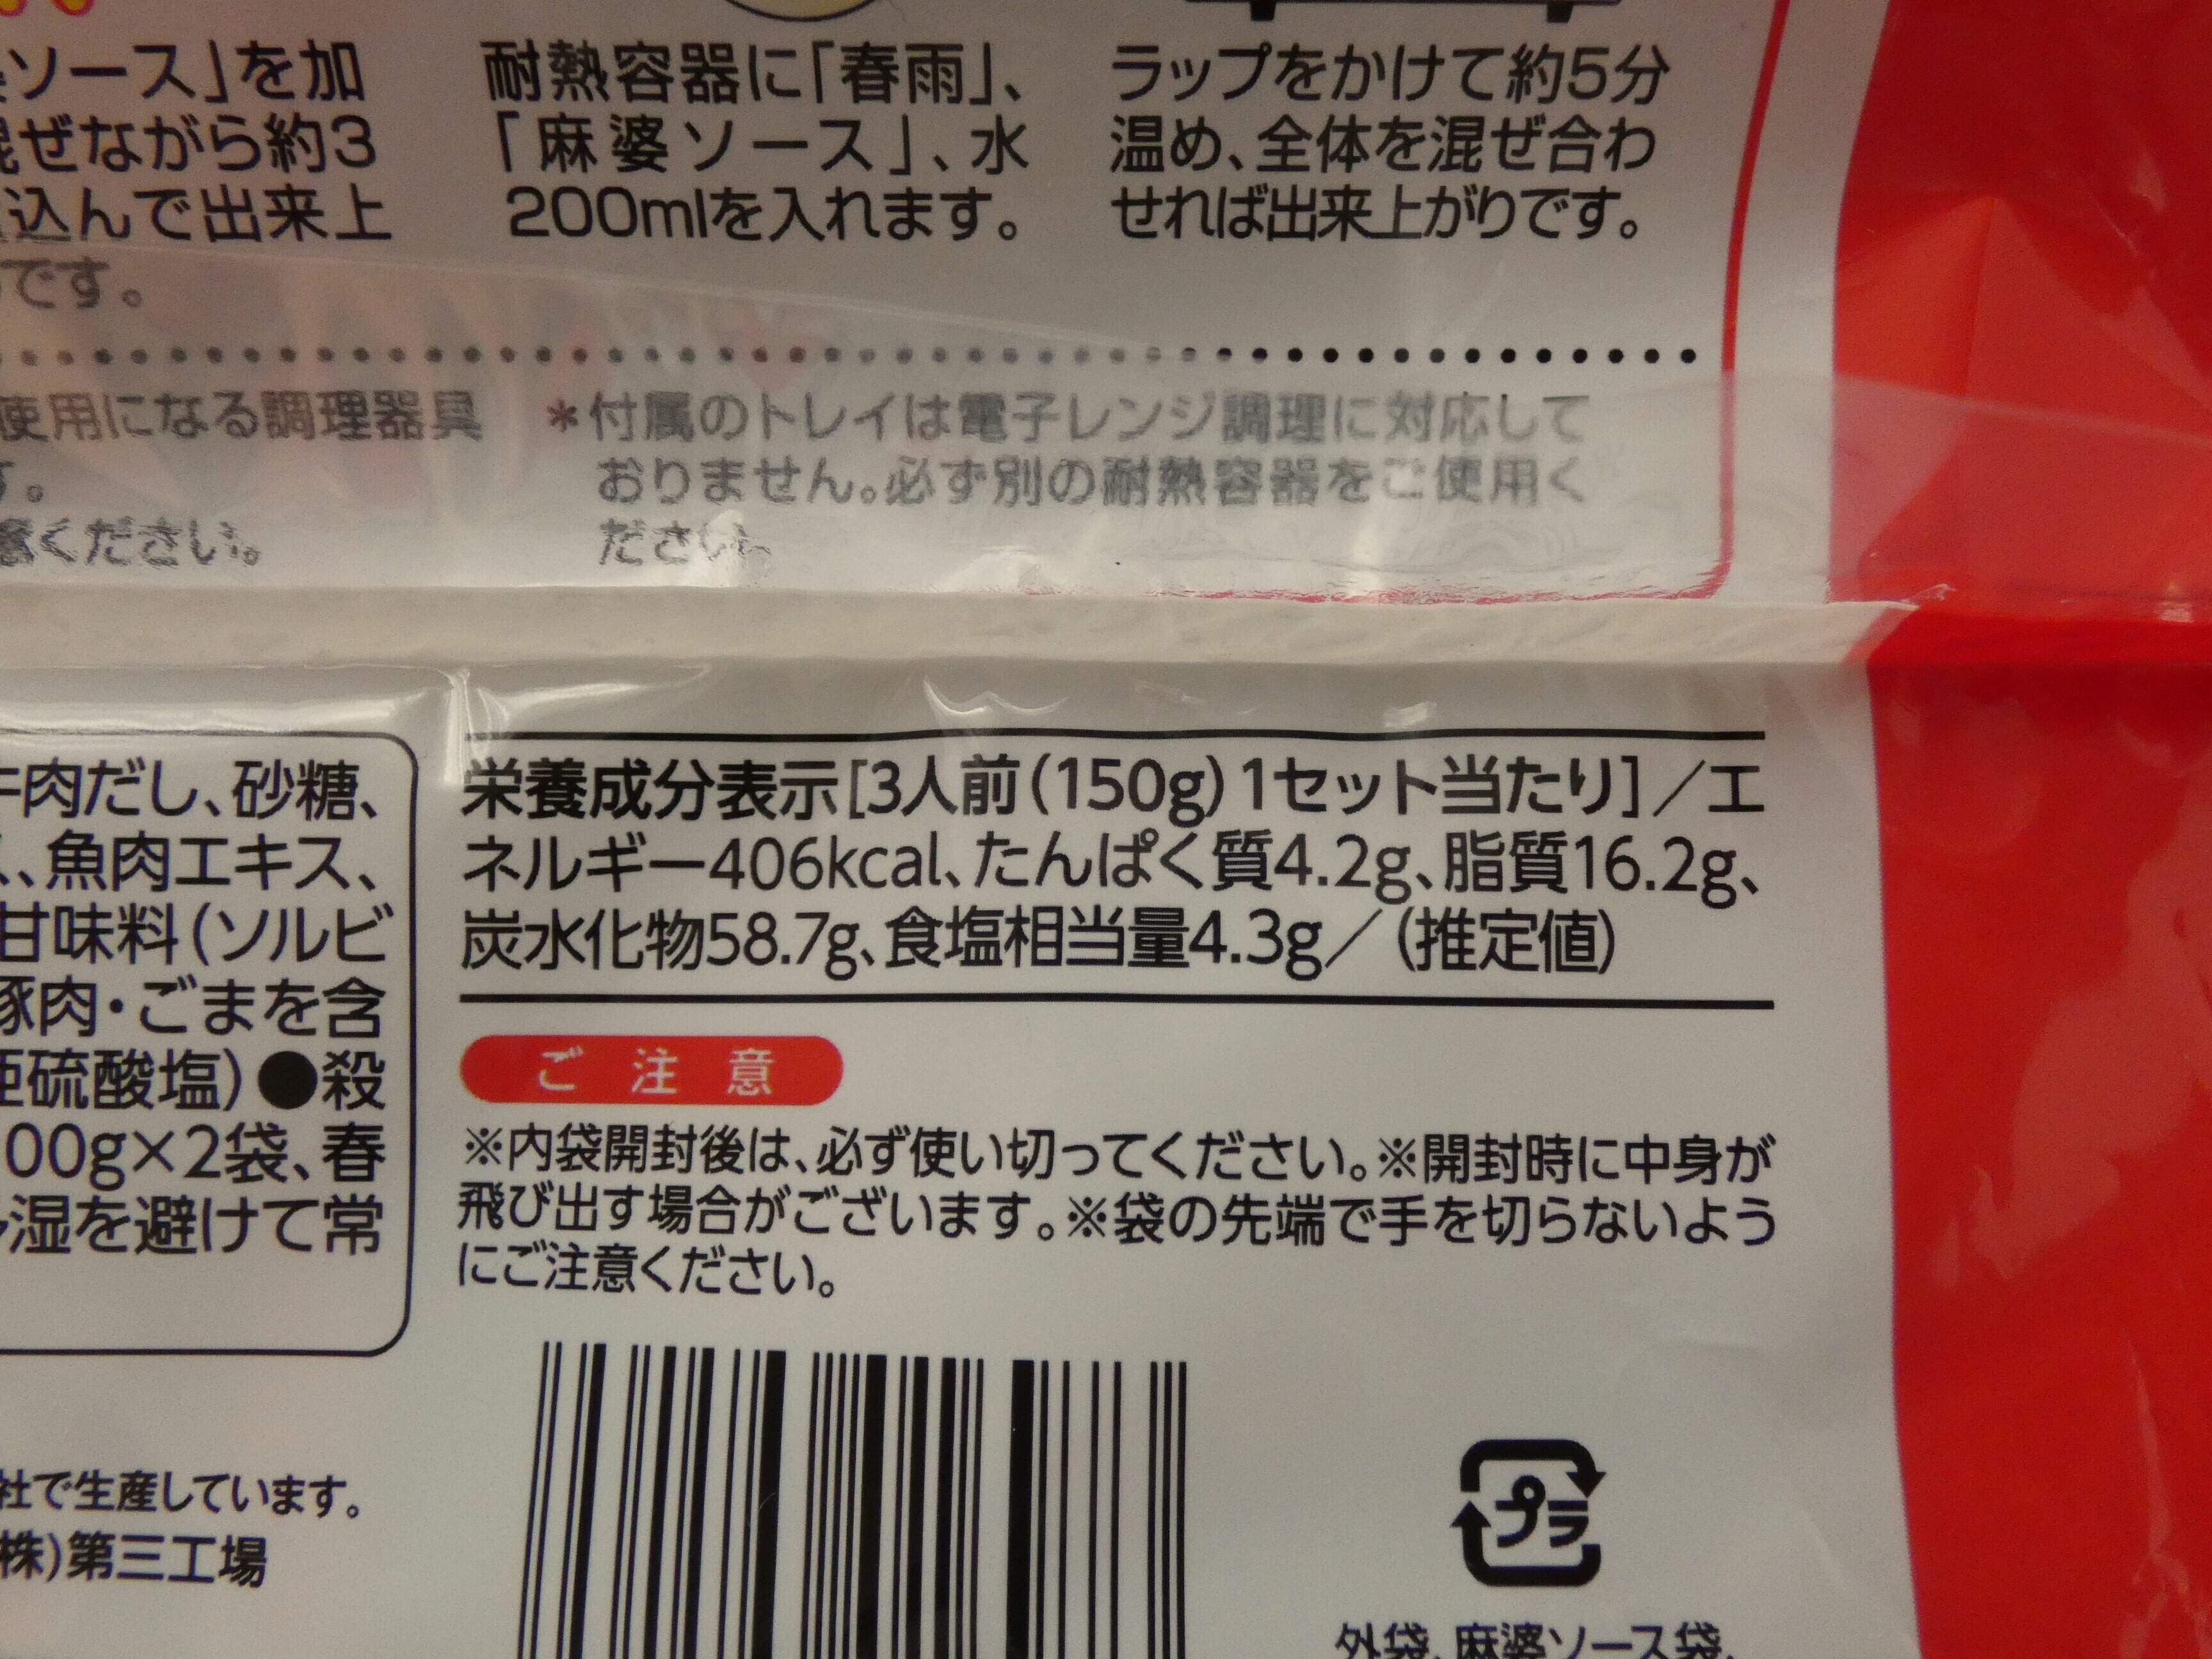 ソース」を加
混ぜながら約3
込んで出来上
です。
耐熱容器に「春雨」、
「麻婆ソース」、水
200mlを入れます。
ラップをかけて約5分
温め、全体を混ぜ合わ
せれば出来上がりです。
使用になる調理器具
す。
意ください。
＊付属のトレイは電子レンジ調理に対応して
おりません。必ず別の耐熱容器をご使用く
ださい。
牛肉だし、砂糖、
、魚肉エキス、
甘味料(ソルビ
豚肉・ごまを含
亜硫酸塩)●殺
00g×2袋、春
湿を避けて常
社で生産しています。
(株)第三工場
栄養成分表示[3人前(150g)1セット当たり]／エ
ネルギー406kcal、たんぱく質4.2g、脂質16.2g、
炭水化物58.7g、食塩相当量4.3g／(推定値)
ご注意
※内袋開封後は、必ず使い切ってください。※開封時に中身が
飛び出す場合がございます。※袋の先端で手を切らないよう
にご注意ください。
プラ
外袋、麻婆ソース袋、